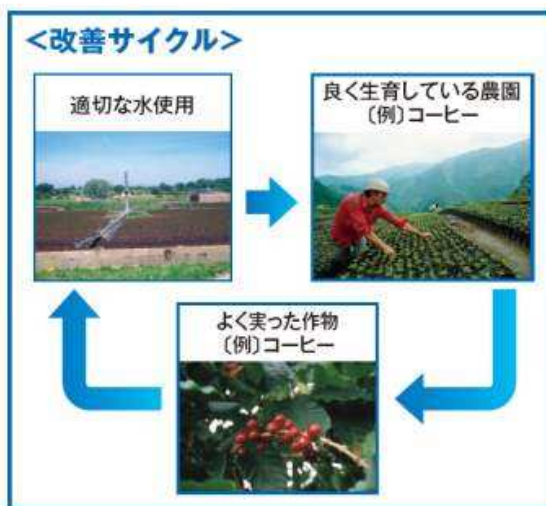 ＜改善サイクル＞
適切な水使用
良く生育している農園
〔例〕コーヒー
よく実った作物
〔例〕コーヒー